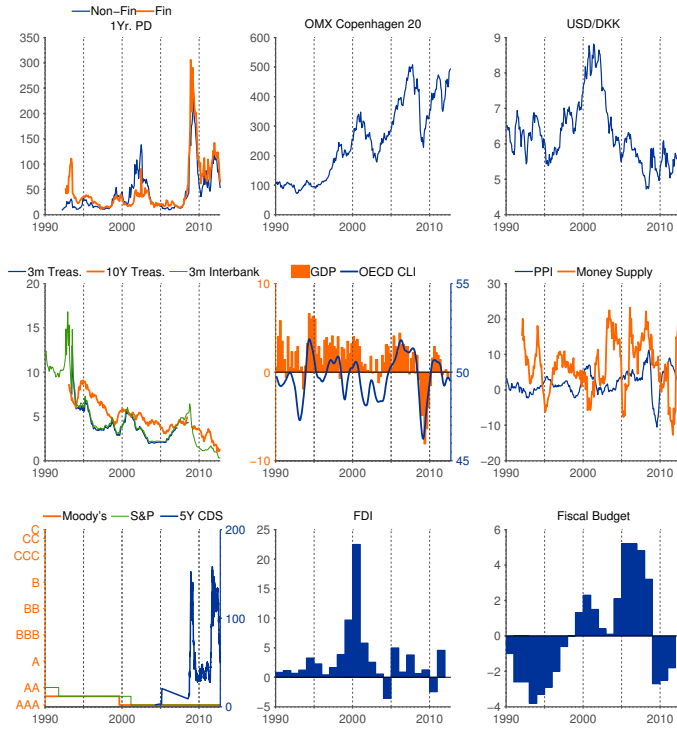 Non-Fin Fin
1Yr. PD
350
300
250
200
150
100
50
0
1990 2000 2010
OMX Copenhagen 20
600
500
400
300
200
100
0
1990 2000 2010
USD/DKK
9
8
7
6
5
4
1990 2000 2010
3m Treas. 10Y Treas. 3m Interbank
20
15
10
5
0
1990 2000 2010
GDP OECD CLI
10 55
0 50
−10 45
1990 2000 2010
PPI Money Supply
30
20
10
0
−10
−20
1990 2000 2010
Moody's S&P 5Y CDS
C 200
CC
CCC
B
BB 100
BBB
A
AA
AAA 0
1990 2000 2010
FDI
25
20
15
10
5
0
−5
1990 2000 2010
Fiscal Budget
6
4
2
0
−2
−4
1990 2000 2010